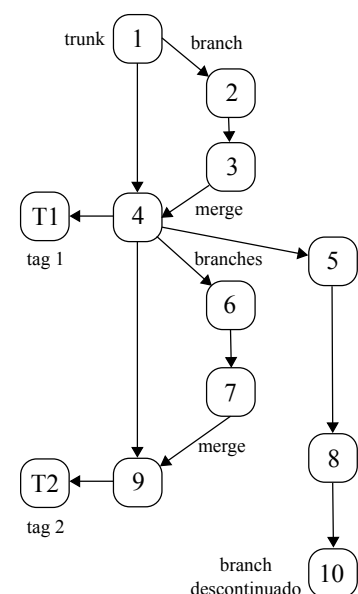 trunk
1
branch
2
3
merge
T1
4
tag 1
branches
5
6
7
merge
8
T2
9
tag 2
branch
descontinuado
10